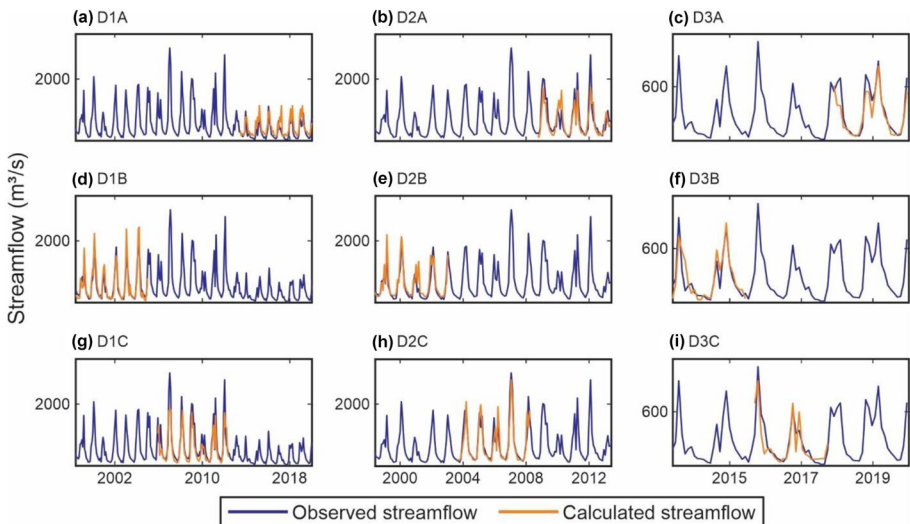 (a) D1A (b) D2A (c) D3A
2000 2000 600
(d) D1B (e) D2B (f) D3B
2000 2000 600
(g) D1C (h) D2C (i) D3C
2000 2000 600
2002 2010 2018 2000 2004 2008 2012 2015 2017 2019
Streamflow (m³/s)
Observed streamflow Calculated streamflow